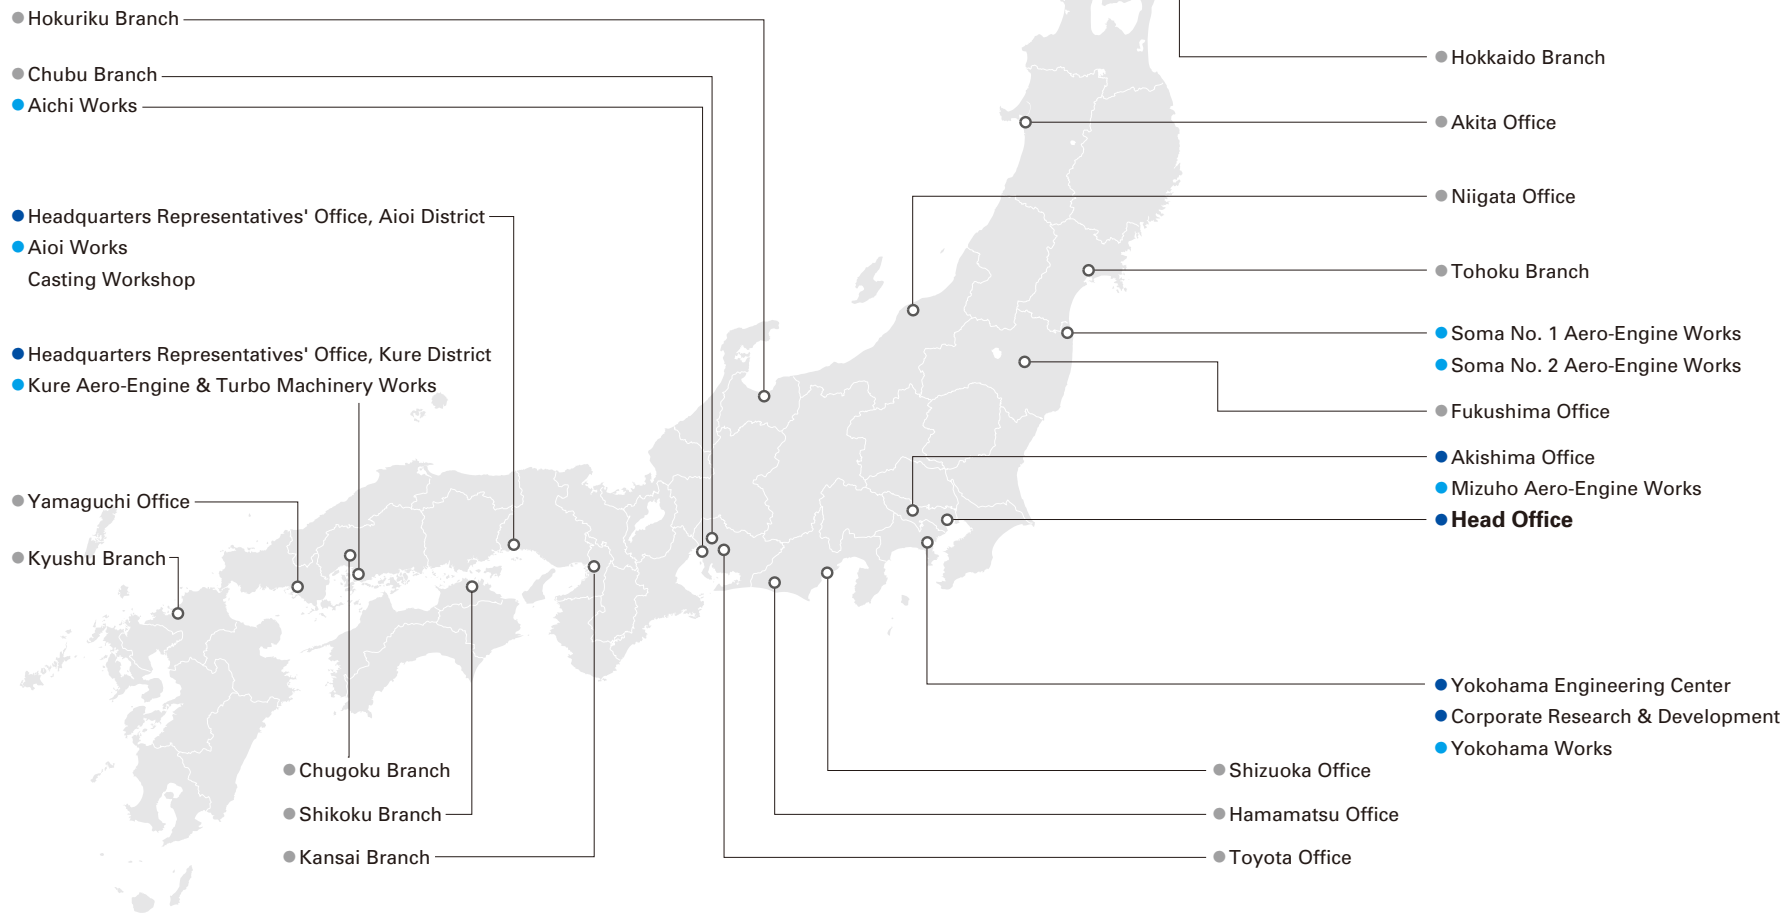 Hokuriku Branch
Chubu Branch
Aichi Works
Headquarters Representatives' Office, Aioi District
Aioi Works
Casting Workshop
Headquarters Representatives' Office, Kure District
Kure Aero-Engine & Turbo Machinery Works
Yamaguchi Office
Kyushu Branch
Chugoku Branch
Shikoku Branch
Kansai Branch
Hokkaido Branch
Akita Office
Niigata Office
Tohoku Branch
Soma No. 1 Aero-Engine Works
Soma No. 2 Aero-Engine Works
Fukushima Office
Akishima Office
Mizuho Aero-Engine Works
Head Office
Yokohama Engineering Center
Corporate Research & Development
Yokohama Works
Shizuoka Office
Hamamatsu Office
Toyota Office